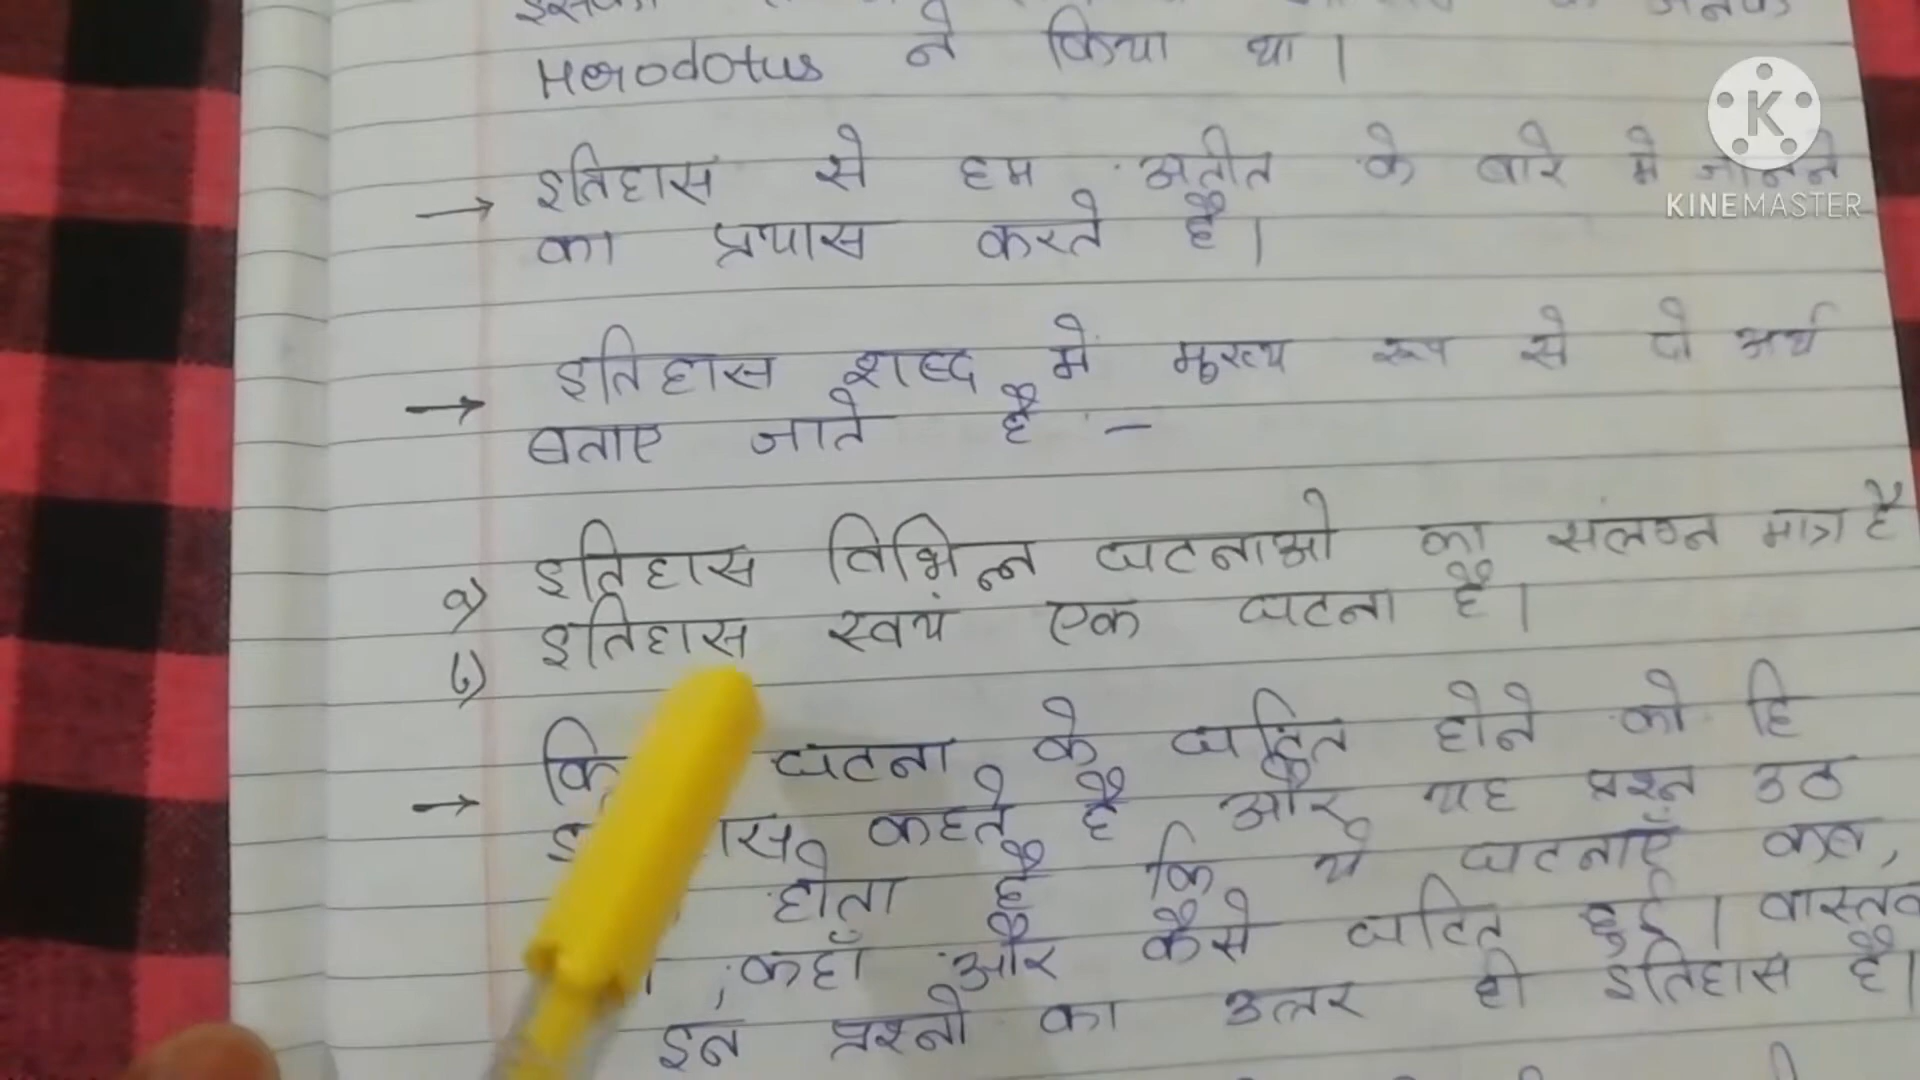 Herodotus ने किया था।
→ इतिहास से हम अतीत के बारे मे जानने
का प्रयास करते है।
→ इतिहास शब्द मे मुख्य रूप से दो अर्थ
बताए जाते है -
a) इतिहास विभिन्न घटनाओ का संलग्न मात्र है
b) इतिहास स्वयं एक घटना है।
→ घटना के घटित होने को हि
कहते है और यह प्रश्न उठ
होता है कि ये घटनाएँ कब,
, कहाँ और कैसे घटित हुई। वास्तव
इन प्रश्नो का उत्तर ही इतिहास है।
K
KINEMASTER